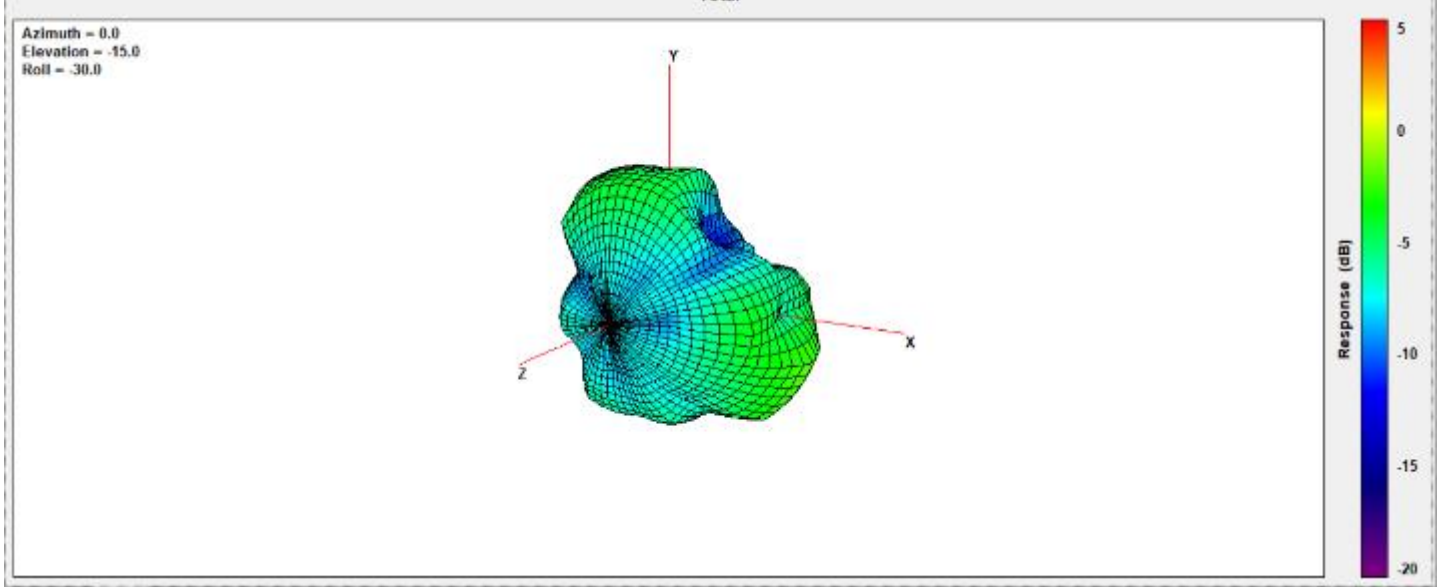 Azimuth = 0.0
Elevation = -15.0
Roll = -30.0
Y
X
Z
5
0
-5
-10
-15
-20
Response (dB)